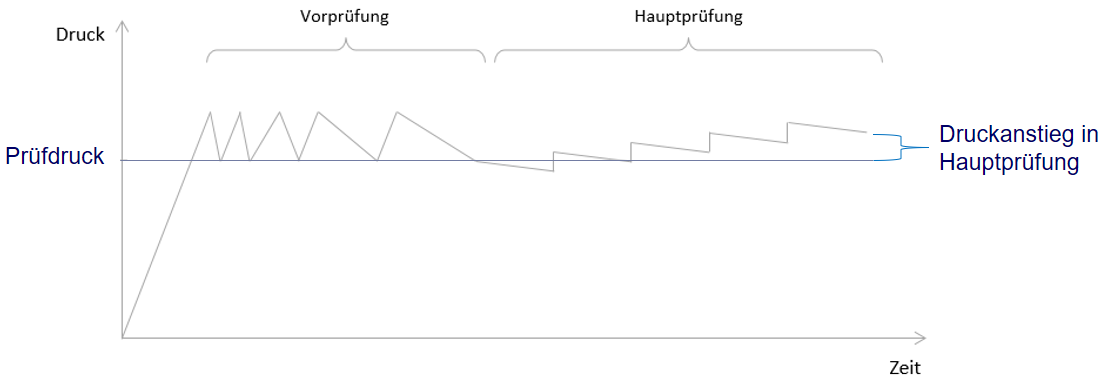 Vorprüfung
Hauptprüfung
Druck
Prüfdruck
Druckanstieg in
Hauptprüfung
Zeit